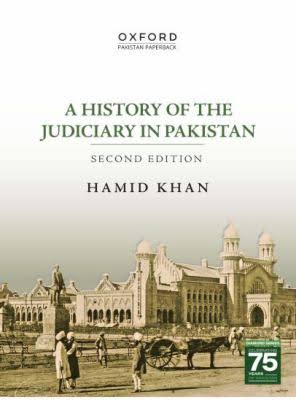 OXFORD
PAKISTAN PAPERBACK
A HISTORY OF THE
JUDICIARY IN PAKISTAN
SECOND EDITION
HAMID KHAN
75
YEARS